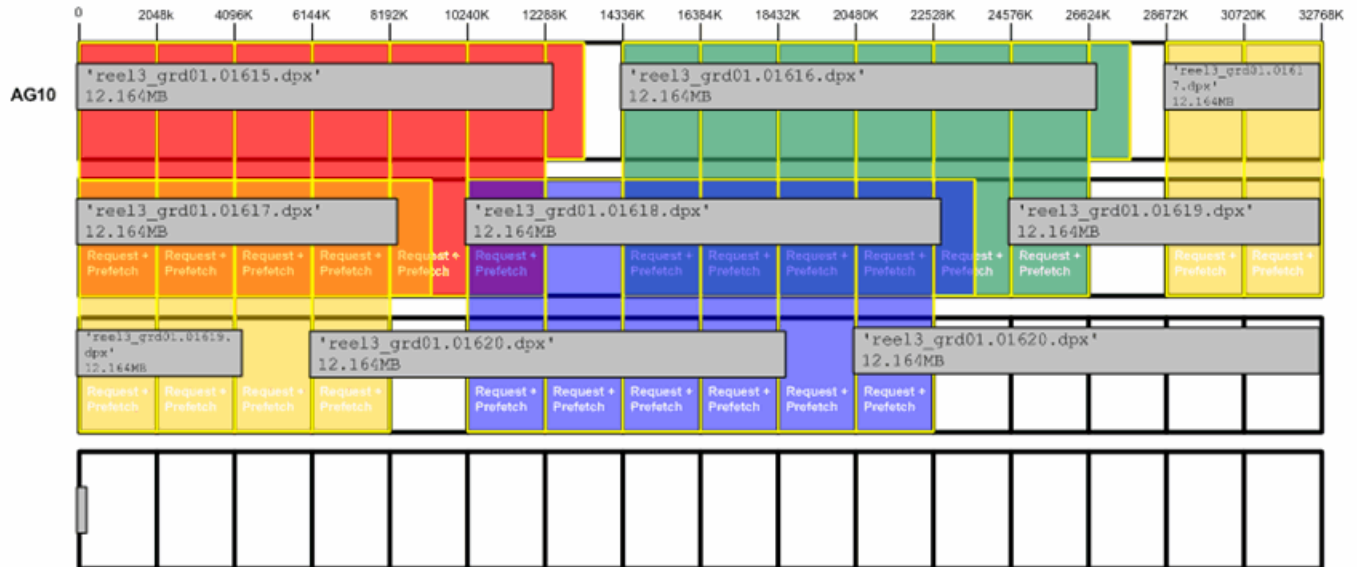 0 2048K 4096K 6144K 8192K 10240K 12288K 14336K 16384K 18432K 20480K 22528K 24576K 26624K 28672K 30720K 32768K
AG10
'reel3_grd01.01615.dpx'
12.164MB
'reel3_grd01.01616.dpx'
12.164MB
'reel3_grd01.0161
7.dpx'
12.164MB
'reel3_grd01.01617.dpx'
12.164MB
'reel3_grd01.01618.dpx'
12.164MB
'reel3_grd01.01619.dpx'
12.164MB
Request + Request + Request + Request + Request + Request + Request + Request + Request + Request + Request + Request + Request + Request +
Prefetch Prefetch Prefetch Prefetch Prefetch Prefetch Prefetch Prefetch Prefetch Prefetch Prefetch Prefetch Prefetch Prefetch
'reel3_grd01.01619.
dpx'
12.164MB
'reel3_grd01.01620.dpx'
12.164MB
'reel3_grd01.01620.dpx'
12.164MB
Request + Request + Request + Request + Request + Request + Request + Request + Request + Request +
Prefetch Prefetch Prefetch Prefetch Prefetch Prefetch Prefetch Prefetch Prefetch Prefetch